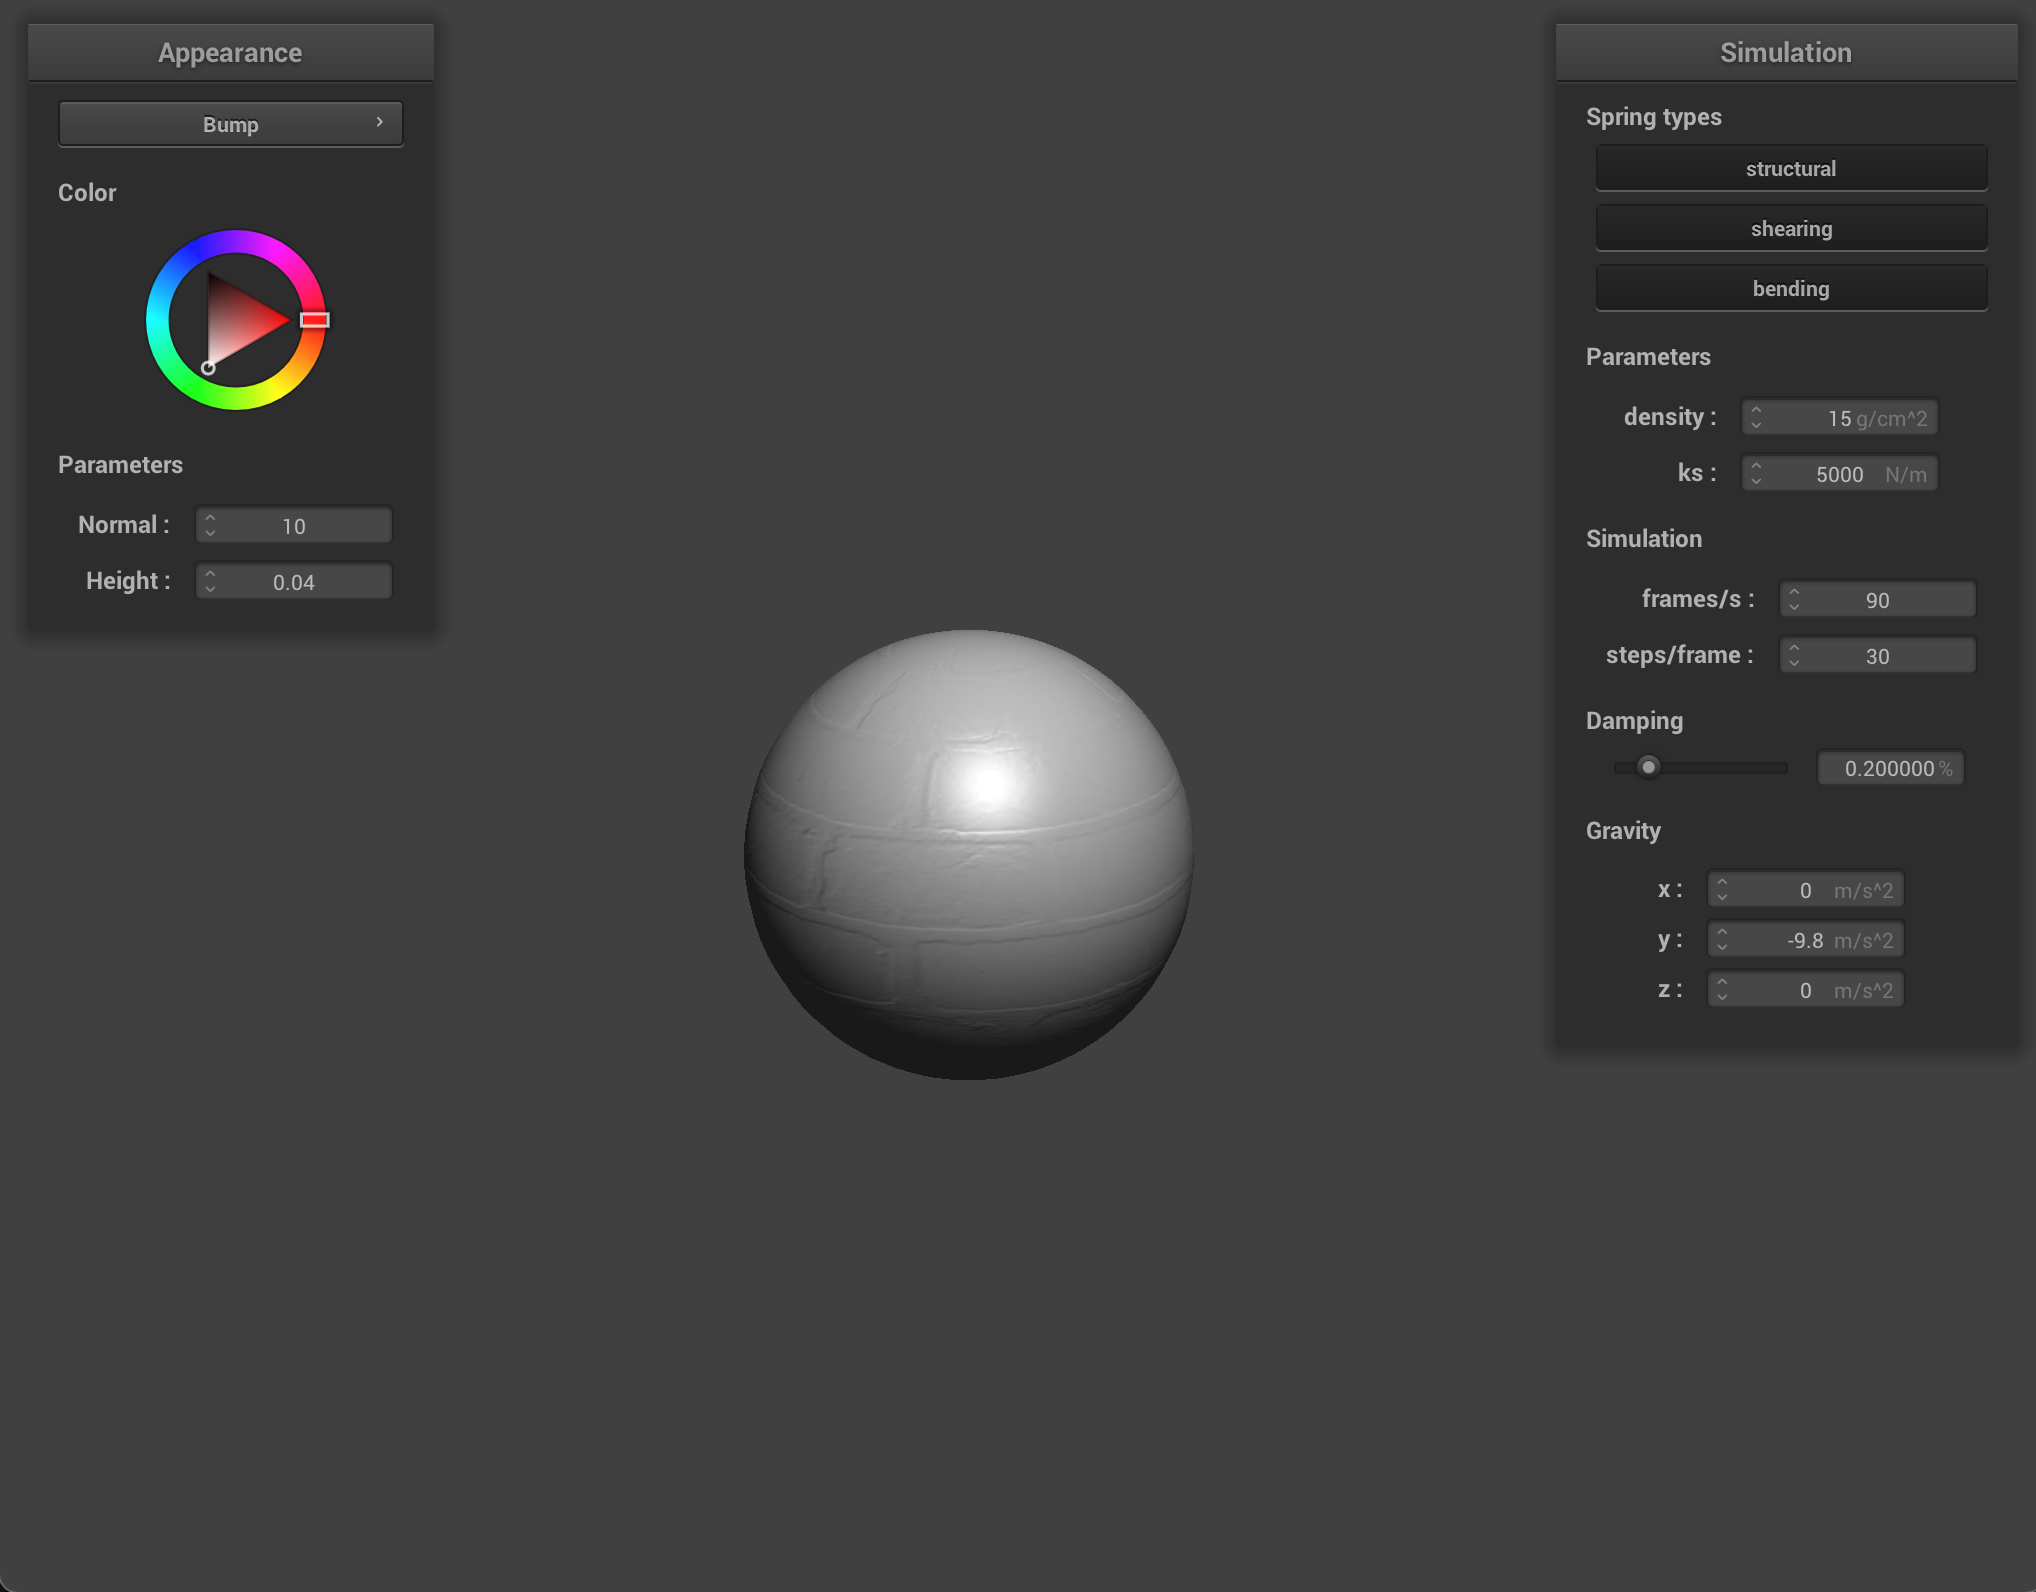 Appearance
Bump
Color
Parameters
Normal : 10
Height : 0.04
Simulation
Spring types
structural
shearing
bending
Parameters
density : 15 g/cm^2
ks : 5000 N/m
Simulation
frames/s : 90
steps/frame : 30
Damping
0.200000 %
Gravity
x : 0 m/s^2
y : -9.8 m/s^2
z : 0 m/s^2